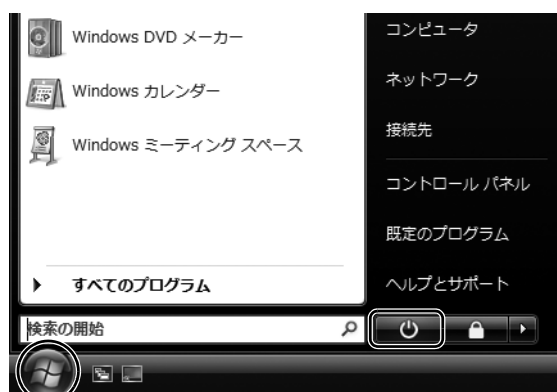 Windows DVD メーカー
Windows カレンダー
Windows ミーティング スペース
すべてのプログラム
検索の開始
コンピュータ
ネットワーク
接続先
コントロール パネル
既定のプログラム
ヘルプとサポート